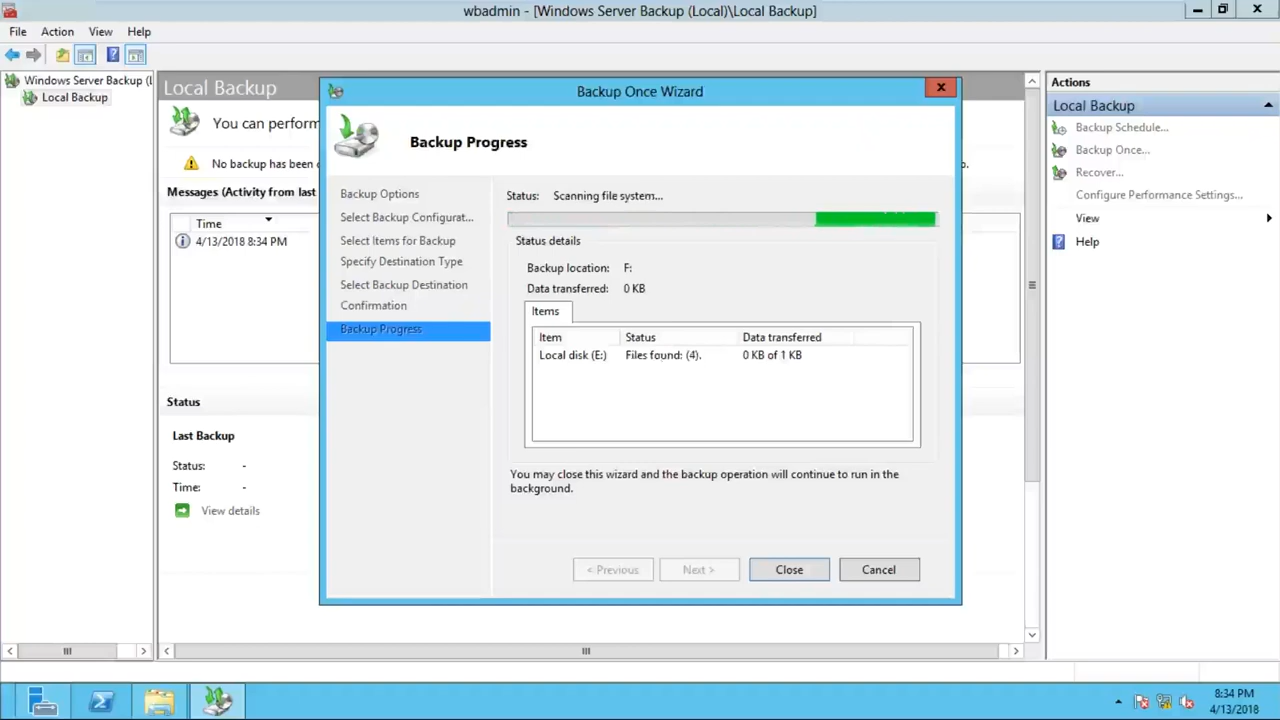 wbadmin - [Windows Server Backup (Local)\Local Backup]
File Action View Help
Windows Server Backup (L
Local Backup
Local Backup
You can perform
No backup has been
p.
Messages (Activity from last
Time
4/13/2018 8:34 PM
Status
Last Backup
Status: -
Time: -
View details
Backup Once Wizard
Backup Progress
Backup Options
Select Backup Configurat...
Select Items for Backup
Specify Destination Type
Select Backup Destination
Confirmation
Backup Progress
Status: Scanning file system...
Status details
Backup location: F:
Data transferred: 0 KB
Items
Item Status Data transferred
Local disk (E:) Files found: (4). 0 KB of 1 KB
You may close this wizard and the backup operation will continue to run in the
background.
< Previous Next > Close Cancel
Actions
Local Backup
Backup Schedule...
Backup Once...
Recover...
Configure Performance Settings...
View
Help
8:34 PM
4/13/2018